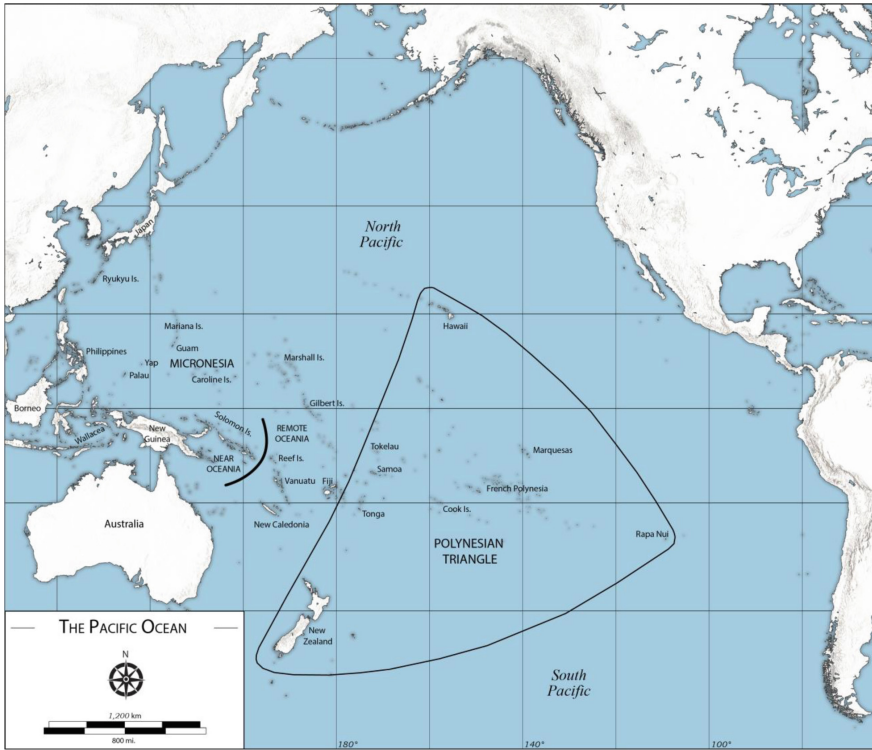 North
Pacific
Japan
Ryukyu Is.
Hawaii
Mariana Is.
Guam
Philippines
Yap
MICRONESIA
Marshall Is.
Palau
Caroline Is.
Borneo
Gilbert Is.
Solomon Is.
Wallacea
New
Guinea
REMOTE
OCEANIA
NEAR
OCEANIA
Reef Is.
Tokelau
Samoa
Marquesas
Vanuatu
Fiji
French Polynesia
Australia
New Caledonia
Tonga
Cook Is.
Rapa Nui
POLYNESIAN
TRIANGLE
New
Zealand
South
Pacific
THE PACIFIC OCEAN
N
1,200 km
800 mi.
180°
140°
100°